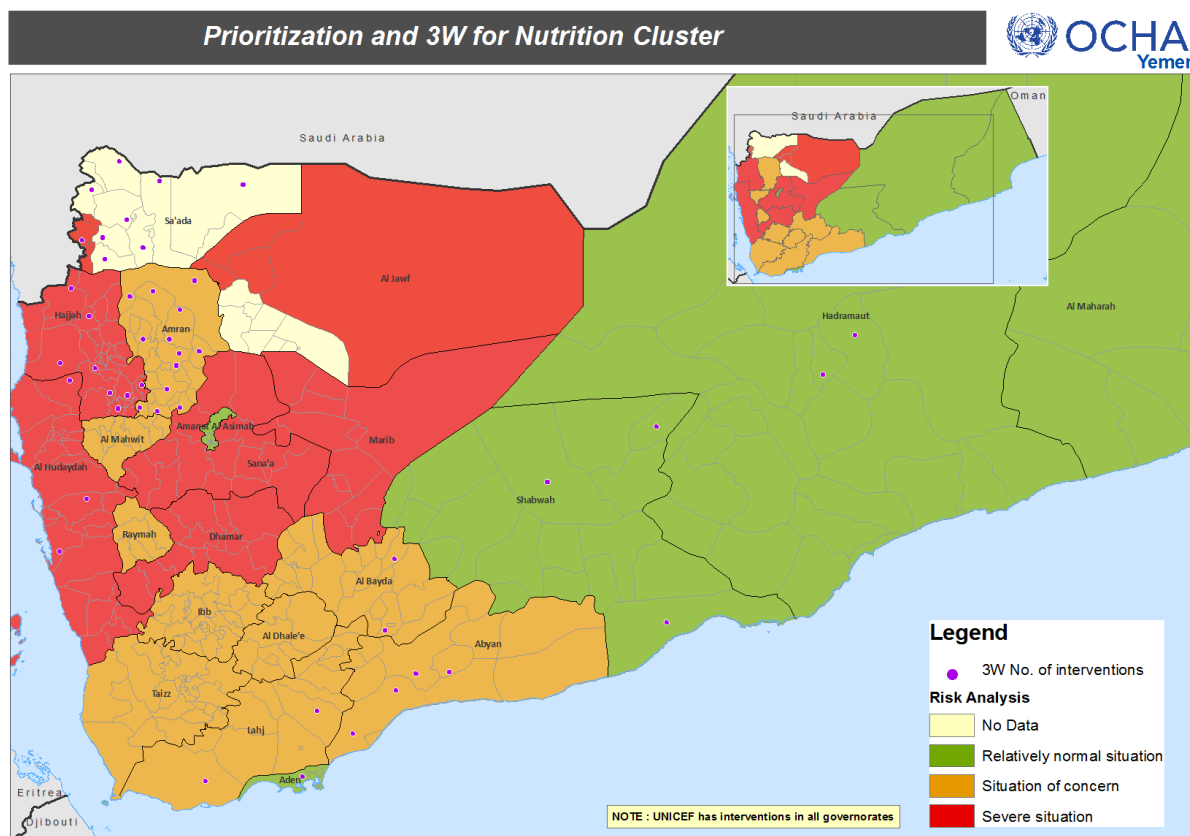 Prioritization and 3W for Nutrition Cluster
OCHA
Yemen
Saudi Arabia
Oman
Saudi Arabia
Sa'ada
Al Jawf
Hajjah
Amran
Hadramaut
Al Maharah
Amanat Al Asimah
Al Mahwit
Marib
Al Hudaydah
Sana'a
Shabwah
Raymah
Dhamar
Al Bayda
Ibb
Al Dhale'e
Abyan
Taizz
Lahj
Aden
Eritrea
Djibouti
Legend
3W No. of interventions
Risk Analysis
No Data
Relatively normal situation
Situation of concern
Severe situation
NOTE : UNICEF has interventions in all governorates